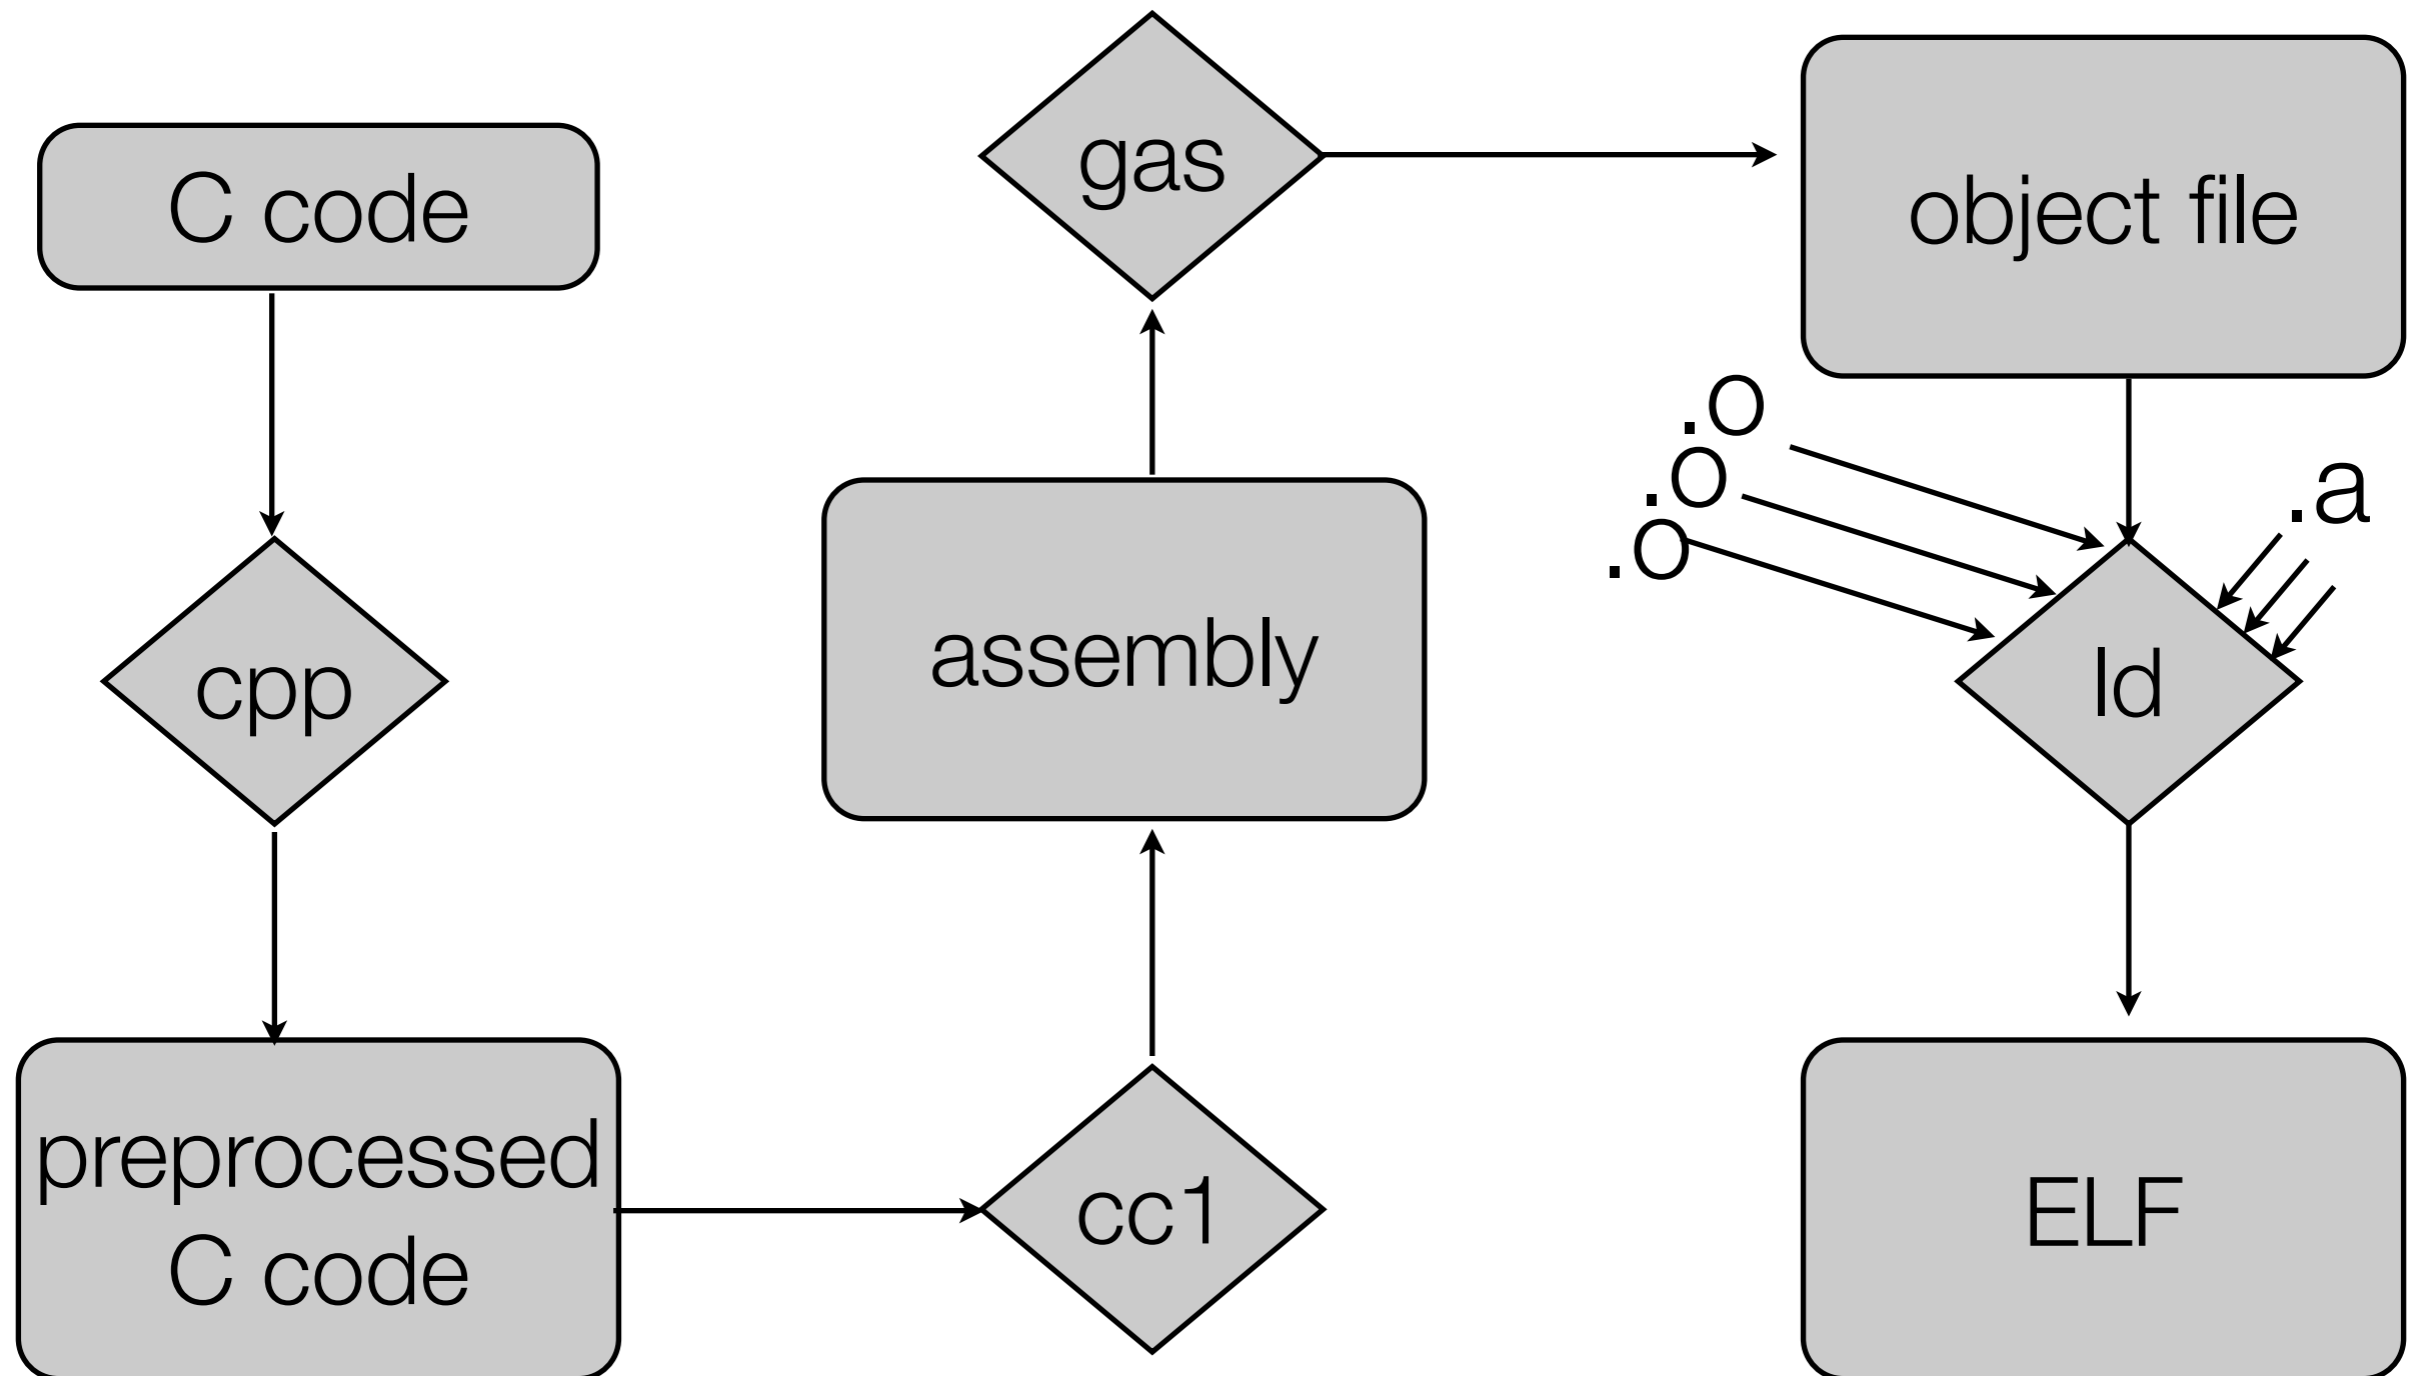 C code
cpp
preprocessed
C code
cc1
assembly
gas
object file
.o
.o
.o
.a
ld
ELF